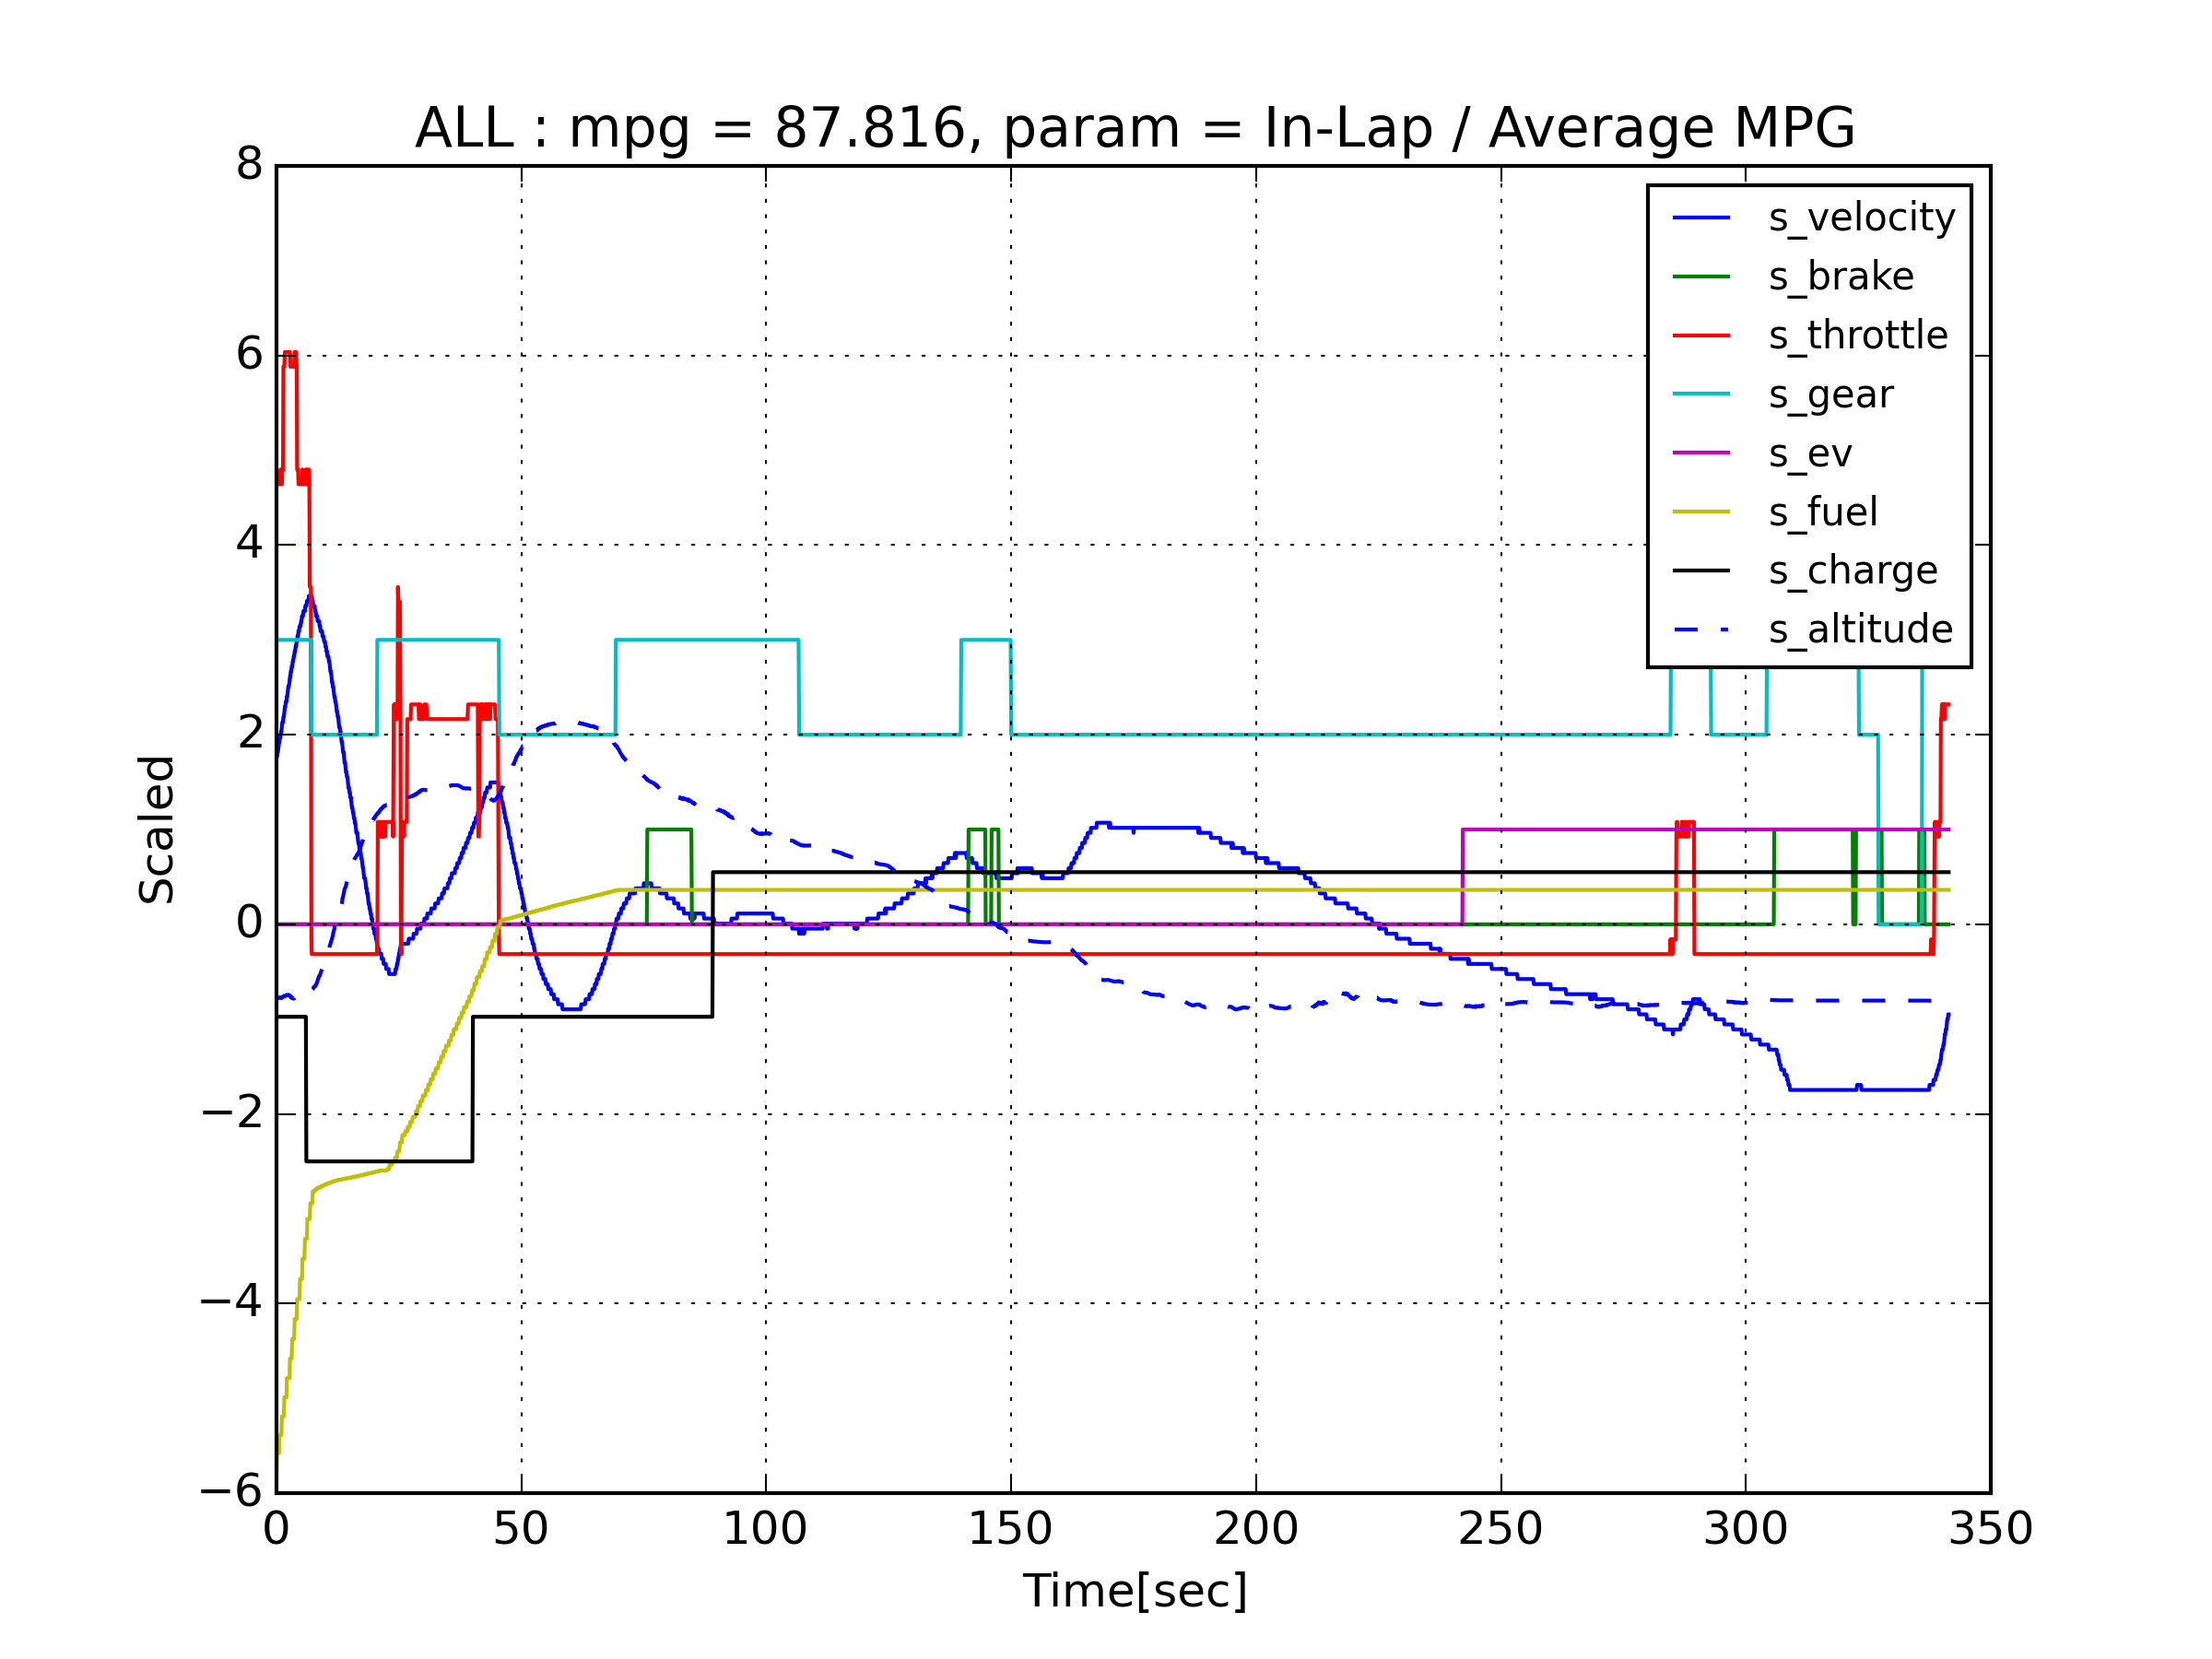 ALL : mpg = 87.816, param = In-Lap / Average MPG
8
6
4
2
0
−2
−4
−6
Scaled
s_velocity
s_brake
s_throttle
s_gear
s_ev
s_fuel
s_charge
s_altitude
0 50 100 150 200 250 300 350
Time[sec]